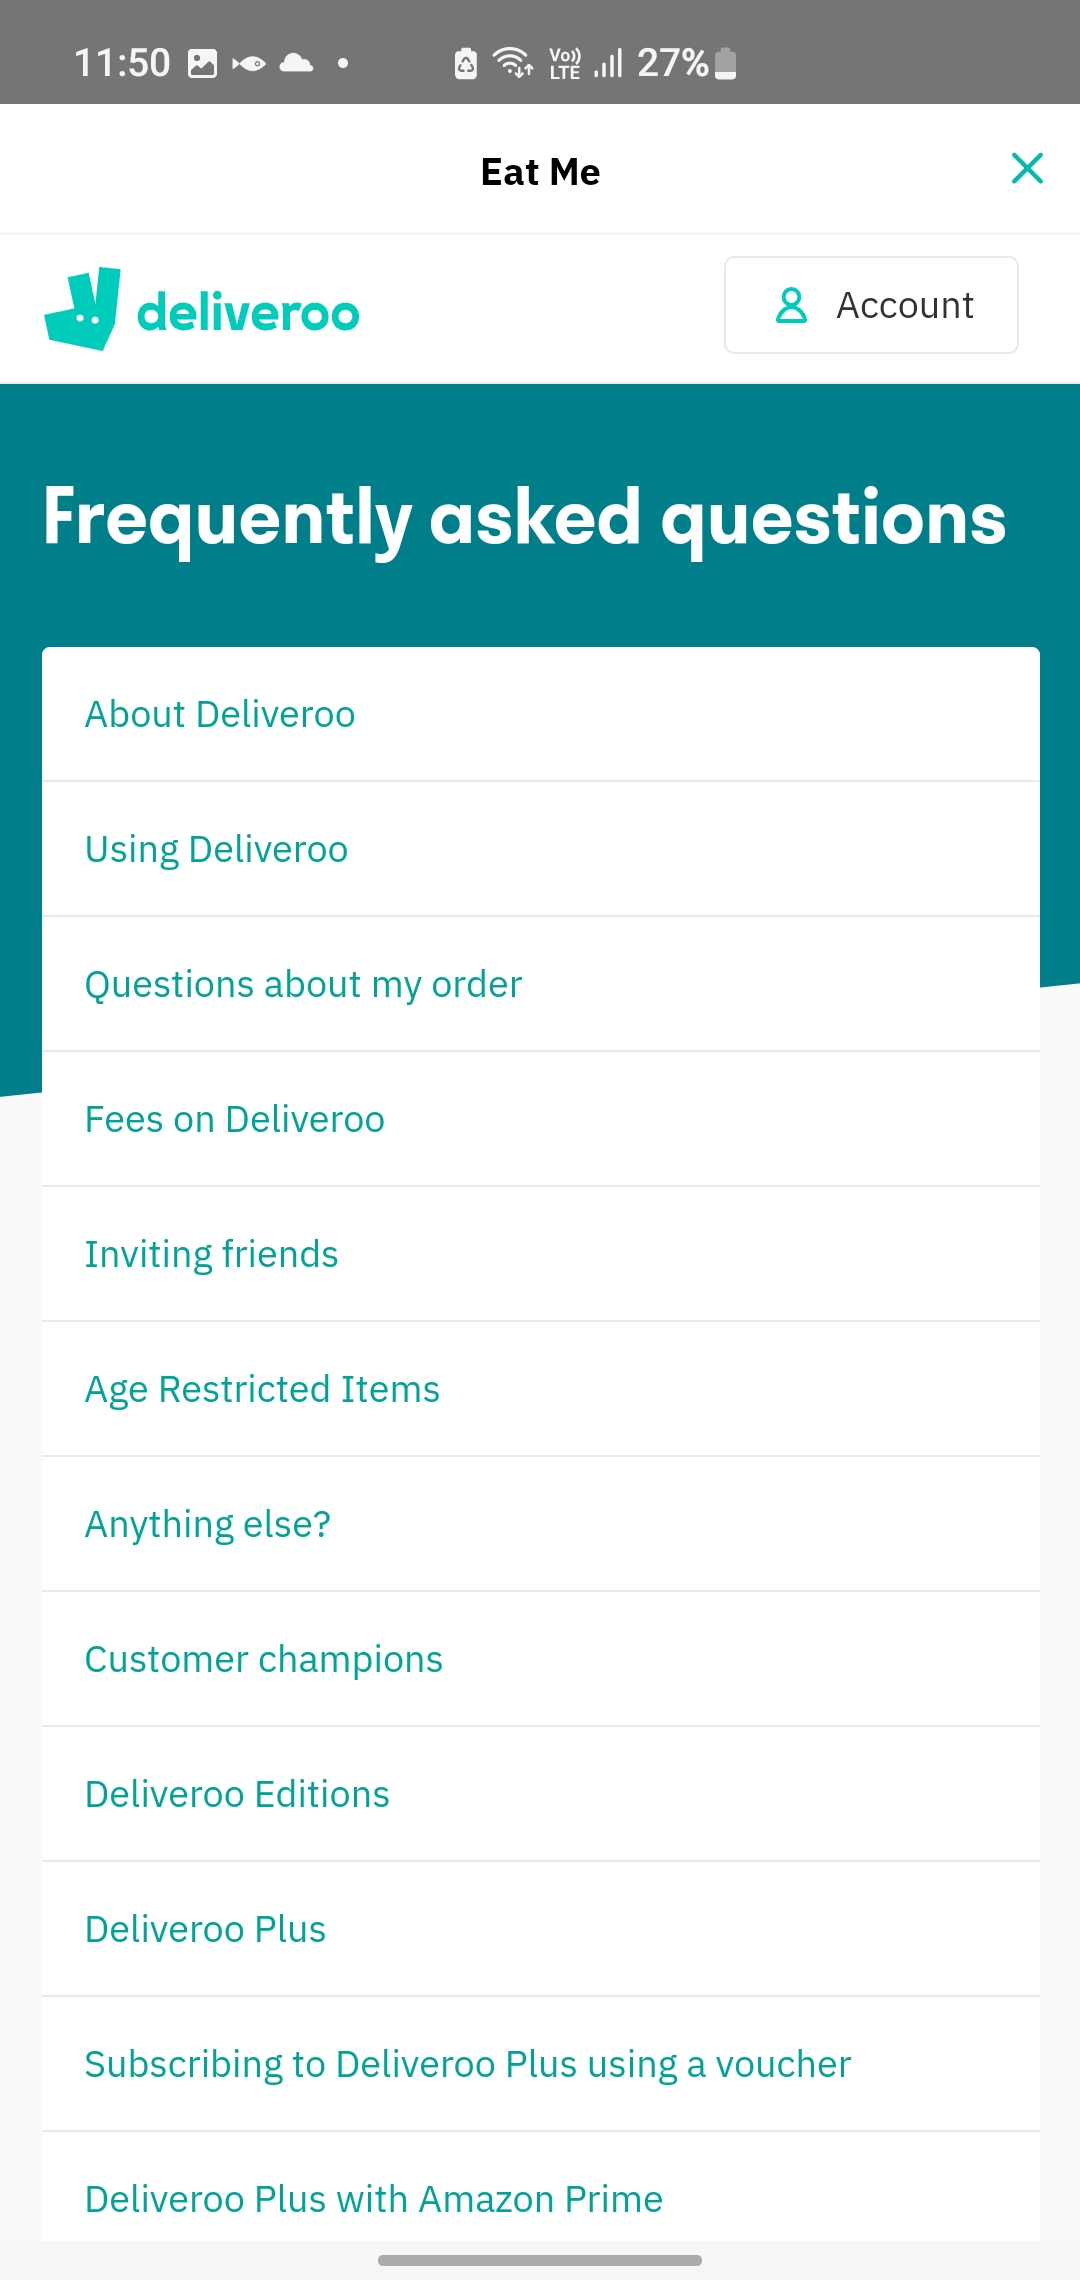 11:50 Vo)) LTE 27%
Eat Me
deliveroo Account
Frequently asked questions
About Deliveroo
Using Deliveroo
Questions about my order
Fees on Deliveroo
Inviting friends
Age Restricted Items
Anything else?
Customer champions
Deliveroo Editions
Deliveroo Plus
Subscribing to Deliveroo Plus using a voucher
Deliveroo Plus with Amazon Prime